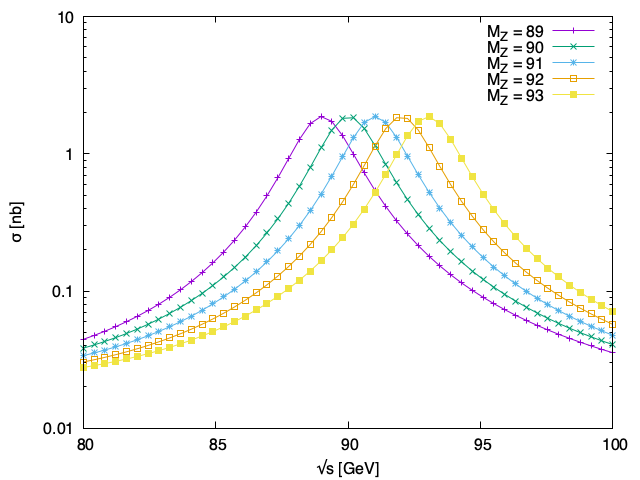 10
1
0.1
0.01
σ [nb]
M_Z = 89
M_Z = 90
M_Z = 91
M_Z = 92
M_Z = 93
80 85 90 95 100
√s [GeV]